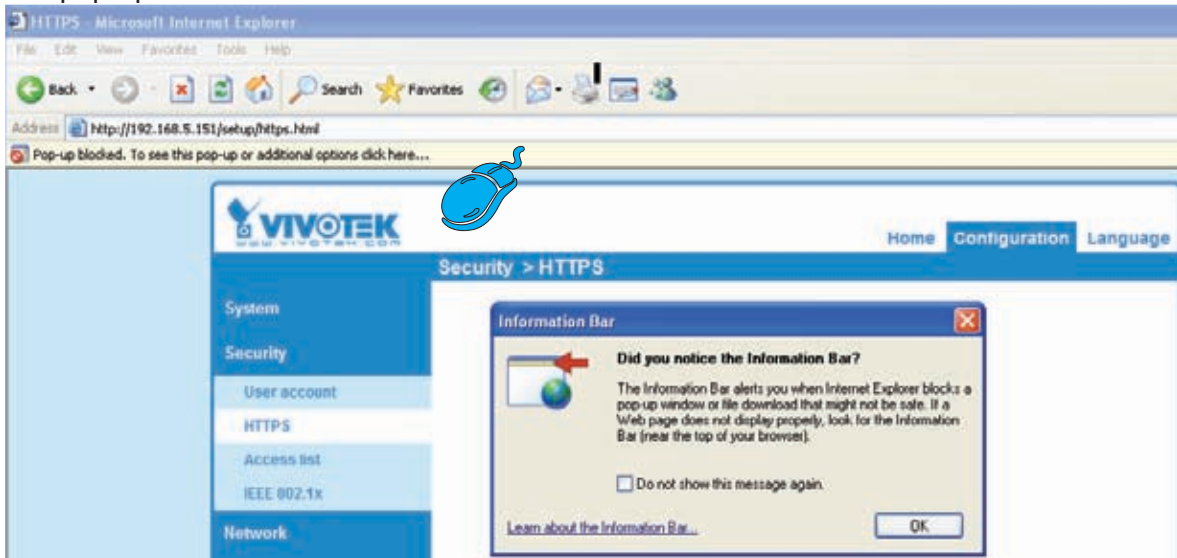 HTTPS - Microsoft Internet Explorer
File Edit View Favorites Tools Help
Back Search Favorites
Address http://192.168.5.151/setup/https.html
Pop-up blocked. To see this pop-up or additional options click here...
VIVOTEK
www.vivotek.com
Home Configuration Language
Security > HTTPS
System
Security
User account
HTTPS
Access list
IEEE 802.1x
Network
Information Bar
Did you notice the Information Bar?
The Information Bar alerts you when Internet Explorer blocks a
pop-up window or file download that might not be safe. If a
Web page does not display properly, look for the Information
Bar (near the top of your browser).
Do not show this message again.
Learn about the Information Bar...
OK